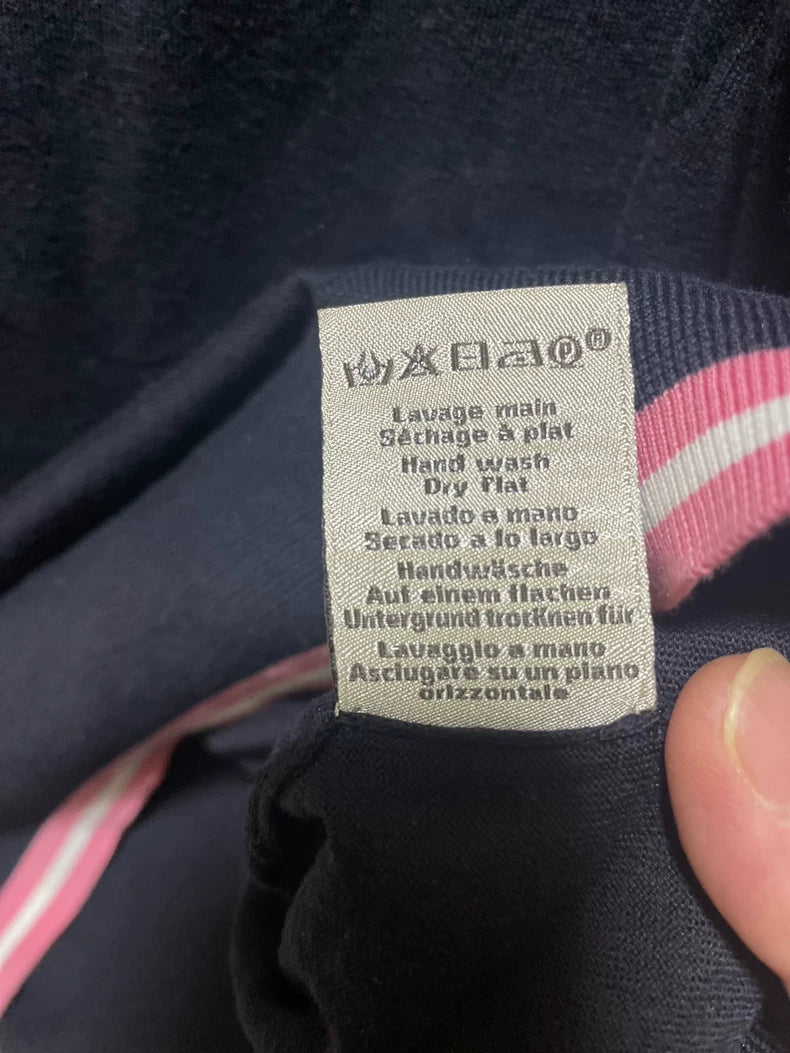 P ®
Lavage main
Séchage à plat
Hand wash
Dry flat
Lavado a mano
Secado a lo largo
Handwäsche
Auf einem flachen
Untergrund trocknen für
Lavaggio a mano
Asciugare su un piano
orizzontale